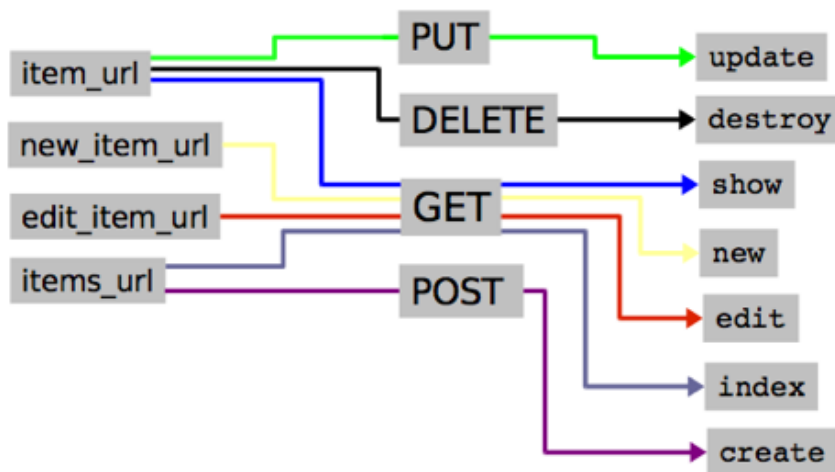 item_url
new_item_url
edit_item_url
items_url
PUT
DELETE
GET
POST
update
destroy
show
new
edit
index
create